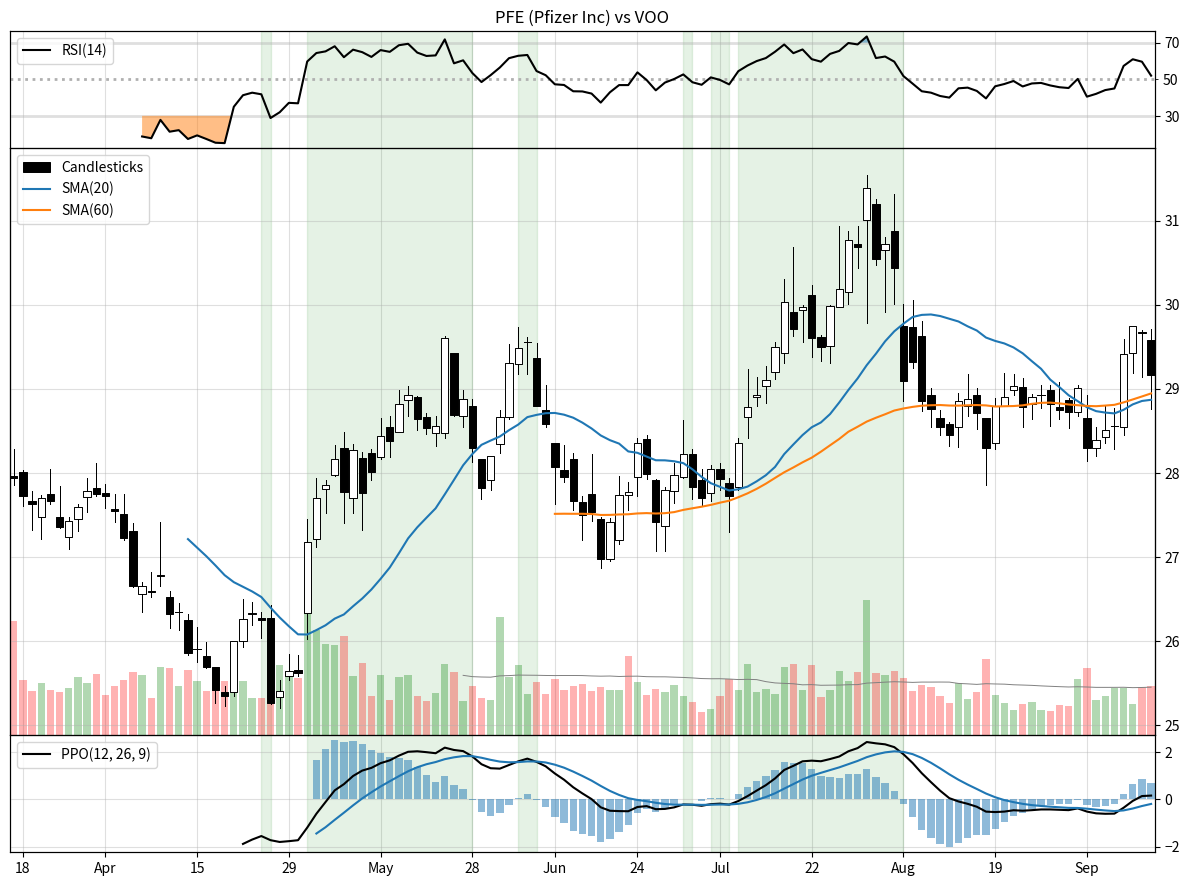 PFE (Pfizer Inc) vs VOO
RSI(14)
70
50
30
Candlesticks
SMA(20)
SMA(60)
31
30
29
28
27
26
25
PPO(12, 26, 9)
2
0
−2
18 Apr 15 29 May 28 Jun 24 Jul 22 Aug 19 Sep